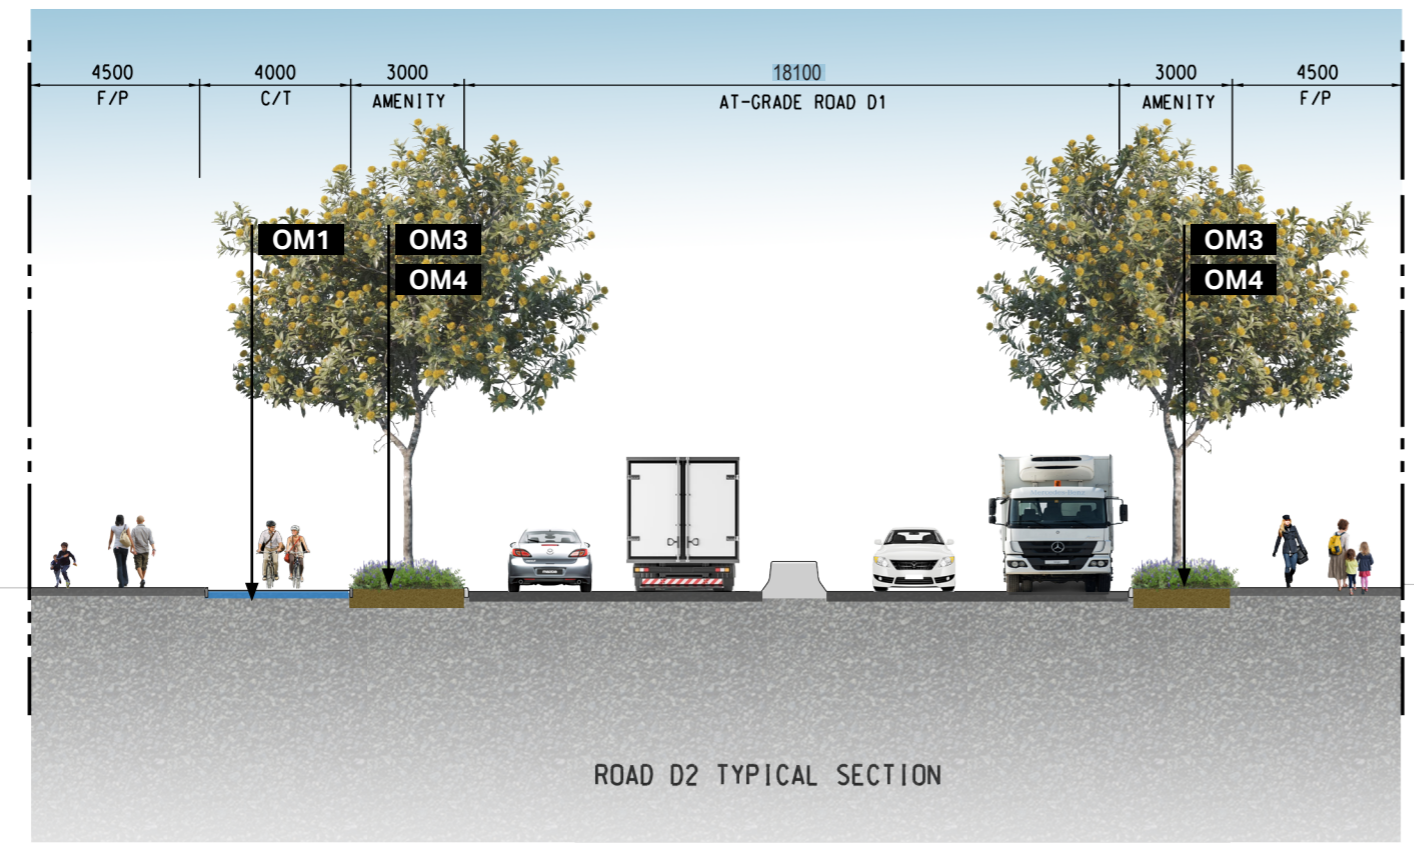 4500 4000 3000 18100 3000 4500
F/P C/T AMENITY AT-GRADE ROAD D1 AMENITY F/P
OM1 OM3 OM3
OM4 OM4
ROAD D2 TYPICAL SECTION